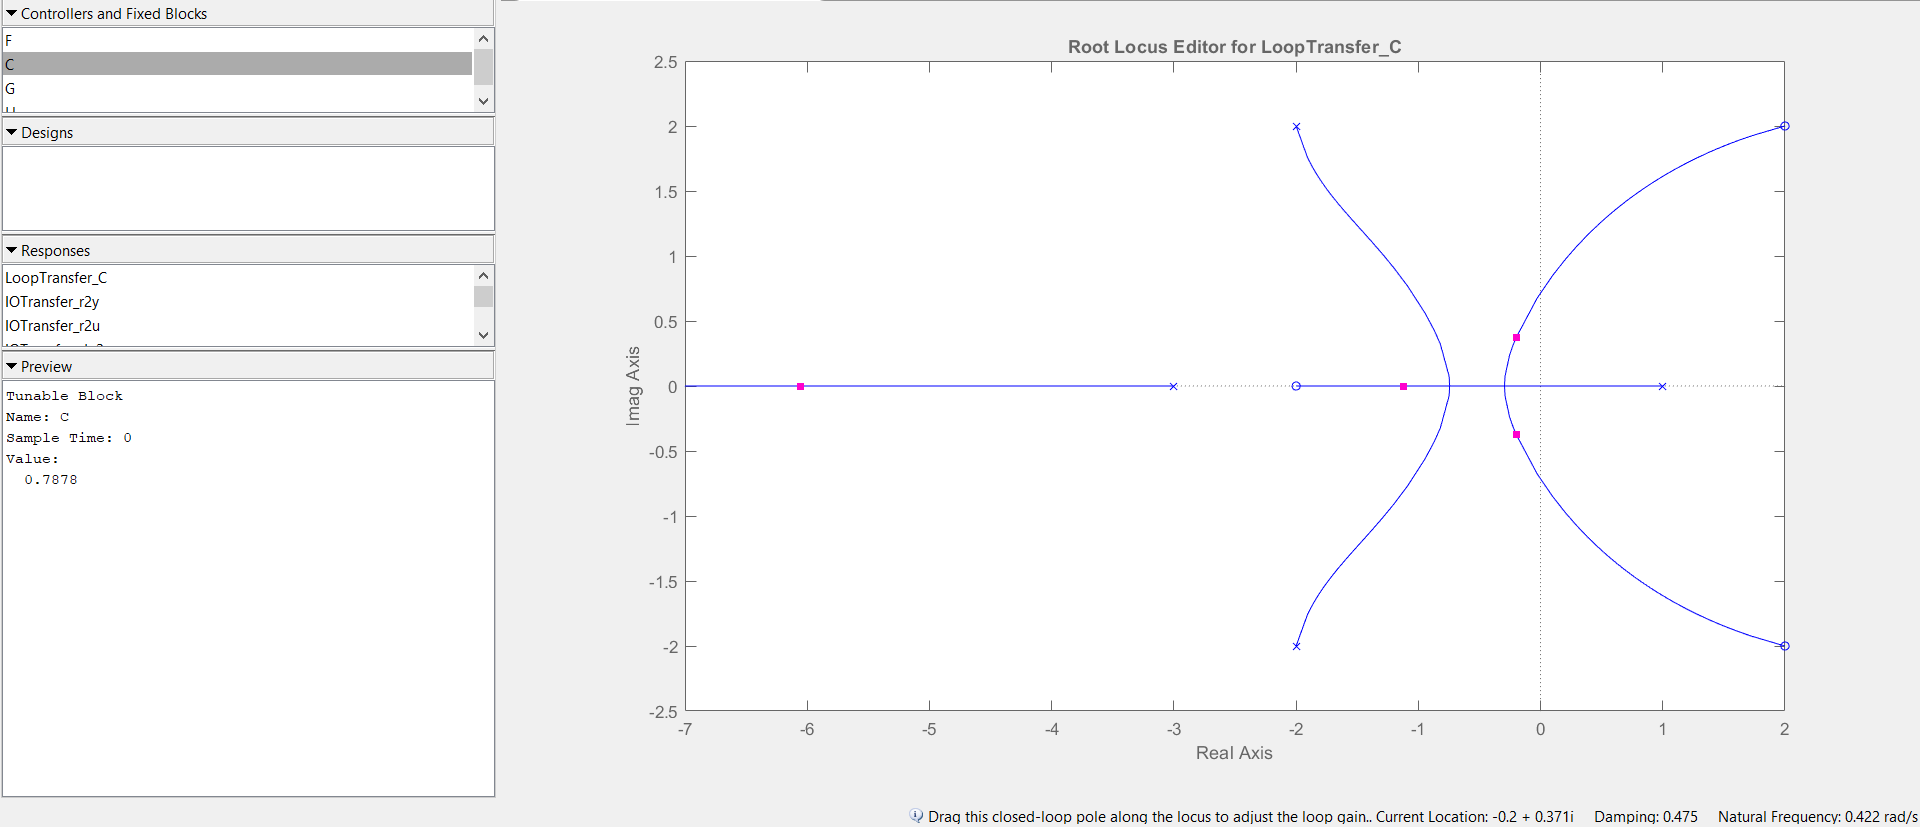 Controllers and Fixed Blocks
F
C
G
Designs
Responses
LoopTransfer_C
IOTransfer_r2y
IOTransfer_r2u
Preview
Tunable Block
Name: C
Sample Time: 0
Value:
0.7878
Root Locus Editor for LoopTransfer_C
2.5
2
1.5
1
0.5
0
-0.5
-1
-1.5
-2
-2.5
Imag Axis
-7 -6 -5 -4 -3 -2 -1 0 1 2
Real Axis
Drag this closed-loop pole along the locus to adjust the loop gain.. Current Location: -0.2 + 0.371i Damping: 0.475 Natural Frequency: 0.422 rad/s